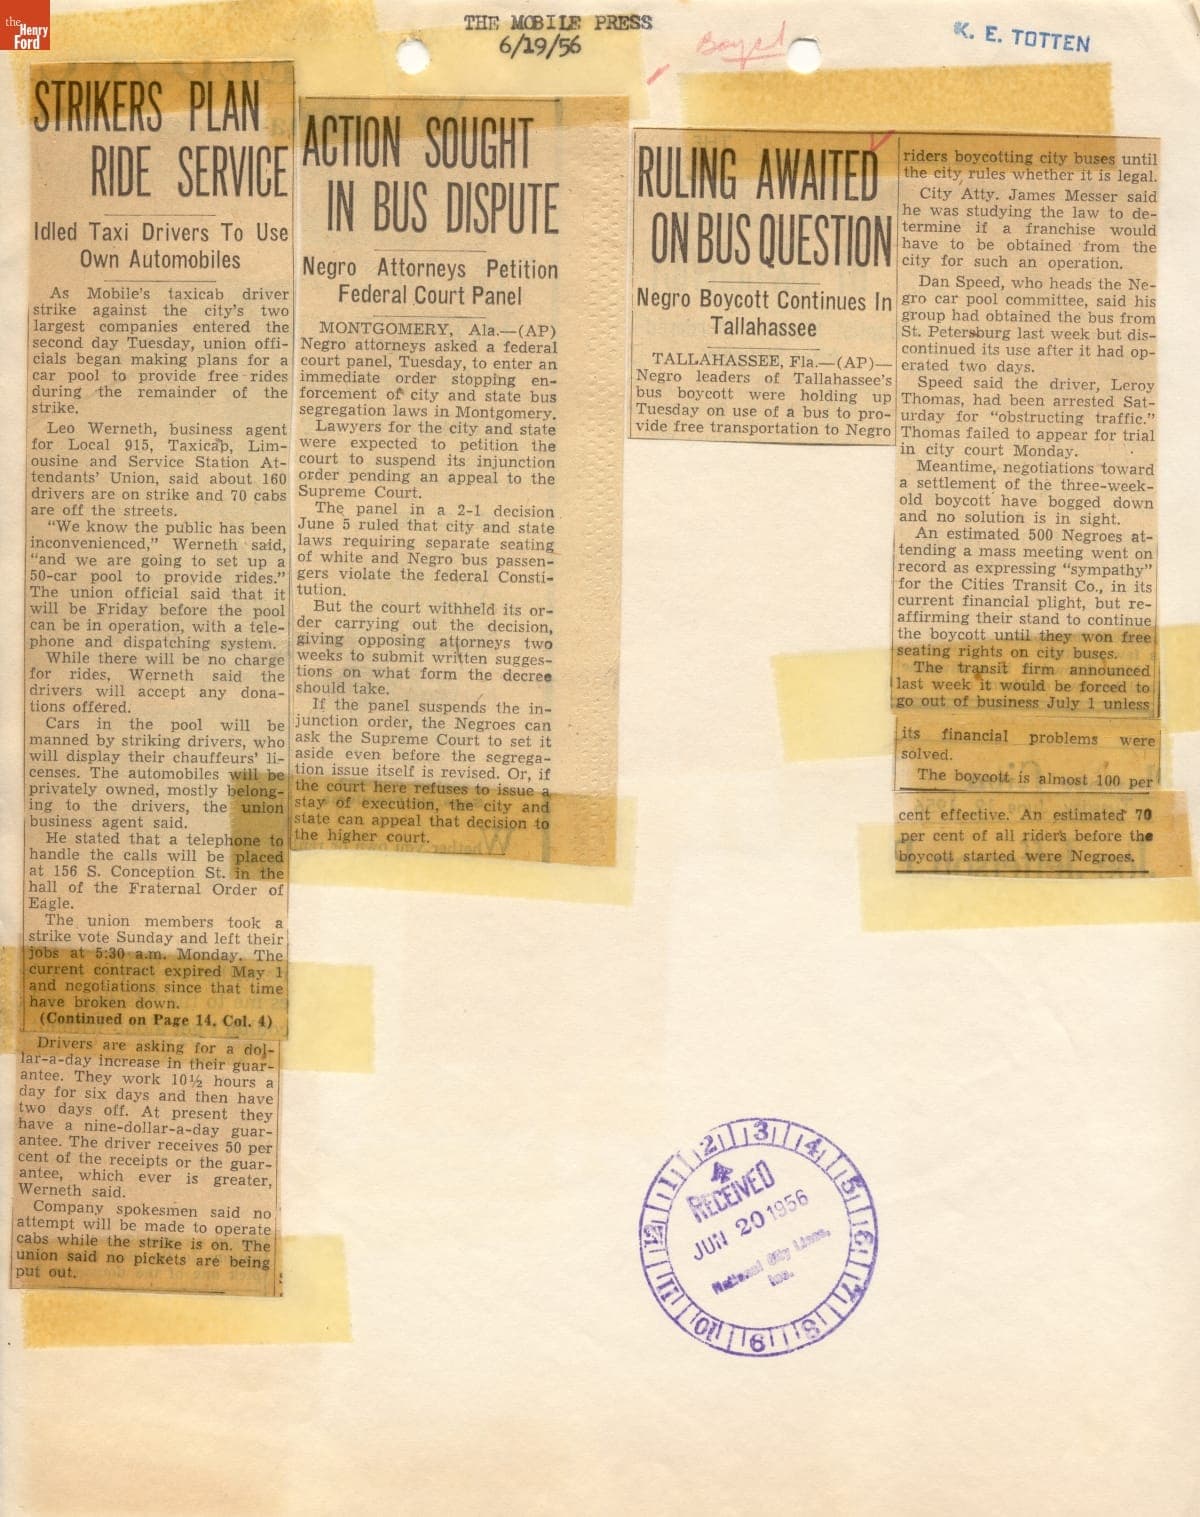 the
Henry
Ford
THE MOBILE PRESS
6/19/56
K. E. TOTTEN
STRIKERS PLAN
RIDE SERVICE
Idled Taxi Drivers To Use
Own Automobiles
As Mobile's taxicab driver
strike against the city's two
largest companies entered the
second day Tuesday, union offi-
cials began making plans for a
car pool to provide free rides
during the remainder of the
strike.
Leo Werneth, business agent
for Local 915, Taxicab, Lim-
ousine and Service Station At-
tendants' Union, said about 160
drivers are on strike and 70 cabs
are off the streets.
"We know the public has been
inconvenienced," Werneth said,
"and we are going to set up a
50-car pool to provide rides."
The union official said that it
will be Friday before the pool
can be in operation, with a tele-
phone and dispatching system.
While there will be no charge
for rides, Werneth said the
drivers will accept any dona-
tions offered.
Cars in the pool will be
manned by striking drivers, who
will display their chauffeurs' li-
censes. The automobiles will be
privately owned, mostly belong-
ing to the drivers, the union
business agent said.
He stated that a telephone to
handle the calls will be placed
at 156 S. Conception St. in the
hall of the Fraternal Order of
Eagle.
The union members took a
strike vote Sunday and left their
jobs at 5:30 a.m. Monday. The
current contract expired May 1
and negotiations since that time
have broken down.
(Continued on Page 14, Col. 4)
Drivers are asking for a dol-
lar-a-day increase in their guar-
antee. They work 10½ hours a
day for six days and then have
two days off. At present they
have a nine-dollar-a-day guar-
antee. The driver receives 50 per
cent of the receipts or the guar-
antee, which ever is greater,
Werneth said.
Company spokesmen said no
attempt will be made to operate
cabs while the strike is on. The
union said no pickets are being
put out.
ACTION SOUGHT
IN BUS DISPUTE
Negro Attorneys Petition
Federal Court Panel
MONTGOMERY, Ala.—(AP)
Negro attorneys asked a federal
court panel, Tuesday, to enter an
immediate order stopping en-
forcement of city and state bus
segregation laws in Montgomery.
Lawyers for the city and state
were expected to petition the
court to suspend its injunction
order pending an appeal to the
Supreme Court.
The panel in a 2-1 decision
June 5 ruled that city and state
laws requiring separate seating
of white and Negro bus passen-
gers violate the federal Consti-
tution.
But the court withheld its or-
der carrying out the decision,
giving opposing attorneys two
weeks to submit written sugges-
tions on what form the decree
should take.
If the panel suspends the in-
junction order, the Negroes can
ask the Supreme Court to set it
aside even before the segrega-
tion issue itself is revised. Or, if
the court here refuses to issue a
stay of execution, the city and
state can appeal that decision to
the higher court.
RULING AWAITED
ON BUS QUESTION
Negro Boycott Continues In
Tallahassee
TALLAHASSEE, Fla.—(AP)—
Negro leaders of Tallahassee's
bus boycott were holding up
Tuesday on use of a bus to pro-
vide free transportation to Negro
riders boycotting city buses until
the city rules whether it is legal.
City Atty. James Messer said
he was studying the law to de-
termine if a franchise would
have to be obtained from the
city for such an operation.
Dan Speed, who heads the Ne-
gro car pool committee, said his
group had obtained the bus from
St. Petersburg last week but dis-
continued its use after it had op-
erated two days.
Speed said the driver, Leroy
Thomas, had been arrested Sat-
urday for "obstructing traffic."
Thomas failed to appear for trial
in city court Monday.
Meantime, negotiations toward
a settlement of the three-week-
old boycott have bogged down
and no solution is in sight.
An estimated 500 Negroes at-
tending a mass meeting went on
record as expressing "sympathy"
for the Cities Transit Co., in its
current financial plight, but re-
affirming their stand to continue
the boycott until they won free
seating rights on city buses.
The transit firm announced
last week it would be forced to
go out of business July 1 unless
its financial problems were
solved.
The boycott is almost 100 per
cent effective. An estimated 70
per cent of all riders before the
boycott started were Negroes.
12 1 2 3 4 5 6 7 8 9 10 11
RECEIVED
JUN 20 1956
National City Lines,
Inc.